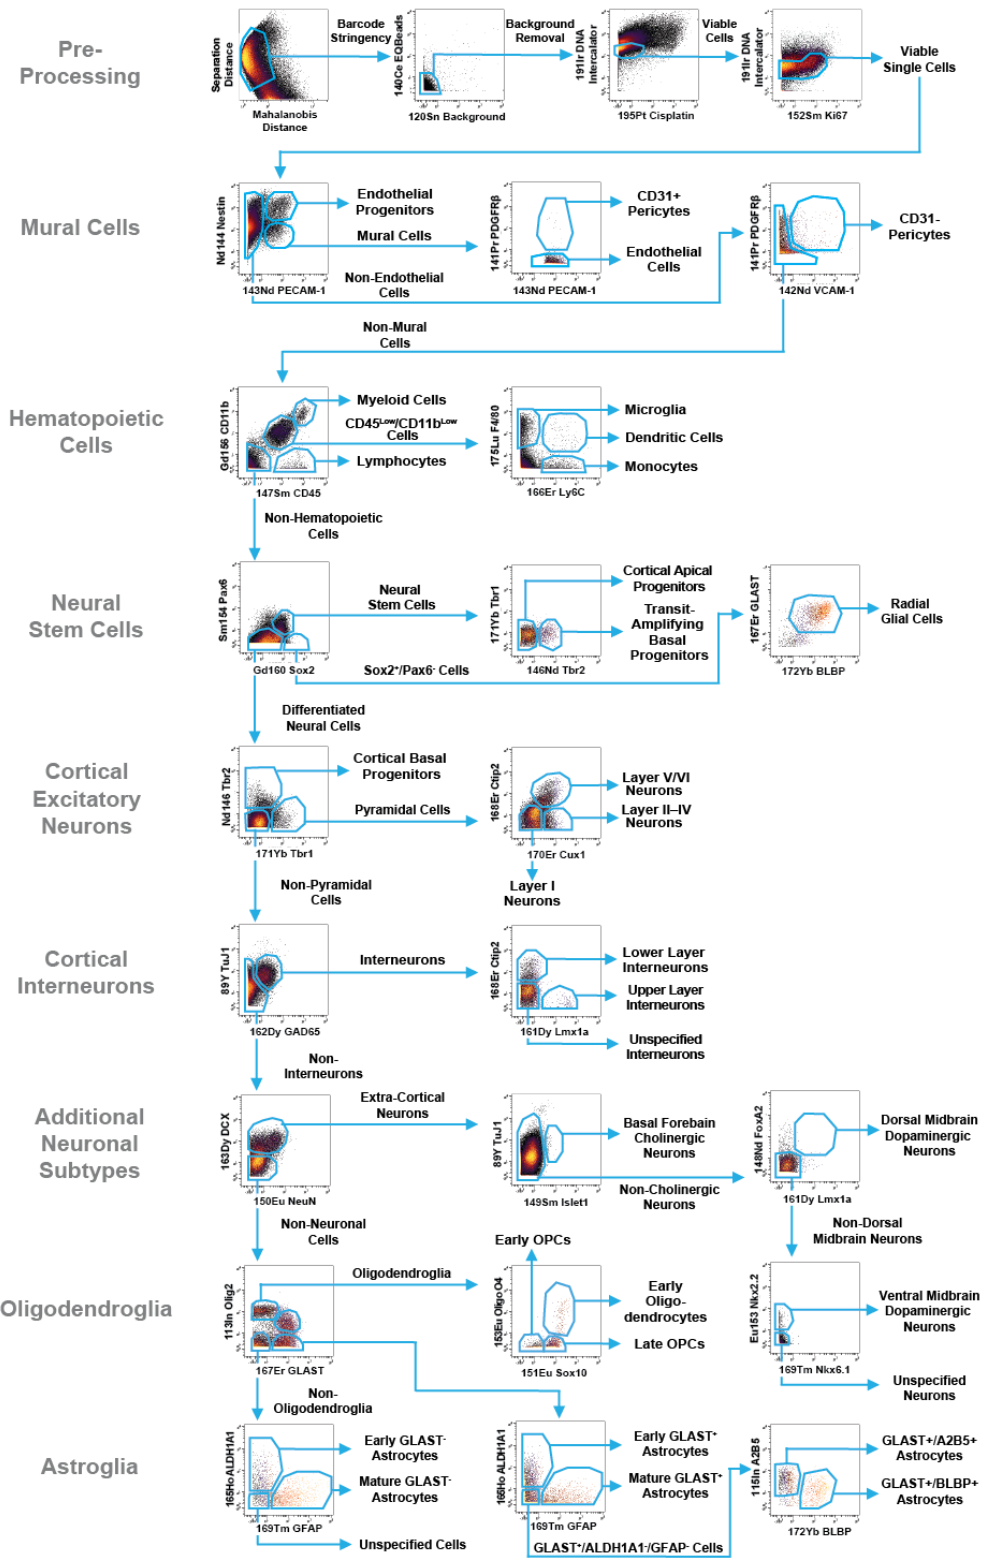 Pre-
Processing
Separation
Distance
Mahalanobis
Distance
Barcode
Stringency
140Ce EQBeads
120Sn Background
Background
Removal
191Ir DNA
Intercalator
195Pt Cisplatin
Viable
Cells
191Ir DNA
Intercalator
152Sm Ki67
Viable
Single Cells
Mural Cells
Nd144 Nestin
143Nd PECAM-1
Endothelial
Progenitors
Mural Cells
Non-Endothelial
Cells
141Pr PDGFRβ
143Nd PECAM-1
CD31+
Pericytes
Endothelial
Cells
141Pr PDGFRβ
142Nd VCAM-1
CD31-
Pericytes
Non-Mural
Cells
Hematopoietic
Cells
Gd156 CD11b
147Sm CD45
Myeloid Cells
CD45Low/CD11bLow
Cells
Lymphocytes
175Lu F4/80
166Er Ly6C
Microglia
Dendritic Cells
Monocytes
Non-Hematopoietic
Cells
Neural
Stem Cells
Sm154 Pax6
Gd160 Sox2
Neural
Stem Cells
Sox2+/Pax6- Cells
171Yb Tbr1
146Nd Tbr2
Cortical Apical
Progenitors
Transit-
Amplifying
Basal
Progenitors
167Er GLAST
172Yb BLBP
Radial
Glial Cells
Differentiated
Neural Cells
Cortical
Excitatory
Neurons
Nd146 Tbr2
171Yb Tbr1
Cortical Basal
Progenitors
Pyramidal Cells
168Er Ctip2
170Er Cux1
Layer V/VI
Neurons
Layer II–IV
Neurons
Layer I
Neurons
Non-Pyramidal
Cells
Cortical
Interneurons
89Y TuJ1
162Dy GAD65
Interneurons
168Er Ctip2
161Dy Lmx1a
Lower Layer
Interneurons
Upper Layer
Interneurons
Unspecified
Interneurons
Non-
Interneurons
Additional
Neuronal
Subtypes
163Dy DCX
150Eu NeuN
Extra-Cortical
Neurons
89Y TuJ1
149Sm Islet1
Basal Forebain
Cholinergic
Neurons
Non-Cholinergic
Neurons
148Nd FoxA2
161Dy Lmx1a
Dorsal Midbrain
Dopaminergic
Neurons
Non-Neuronal
Cells
Non-Dorsal
Midbrain Neurons
Oligodendroglia
113In Olig2
167Er GLAST
Oligodendroglia
Early OPCs
153Eu OligoO4
151Eu Sox10
Early
Oligo-
dendrocytes
Late OPCs
Eu153 Nkx2.2
169Tm Nkx6.1
Ventral Midbrain
Dopaminergic
Neurons
Unspecified
Neurons
Non-
Oligodendroglia
Astroglia
165Ho ALDH1A1
169Tm GFAP
Early GLAST-
Astrocytes
Mature GLAST-
Astrocytes
Unspecified Cells
165Ho ALDH1A1
169Tm GFAP
Early GLAST+
Astrocytes
Mature GLAST+
Astrocytes
GLAST+/ALDH1A1-/GFAP- Cells
115In A2B5
172Yb BLBP
GLAST+/A2B5+
Astrocytes
GLAST+/BLBP+
Astrocytes